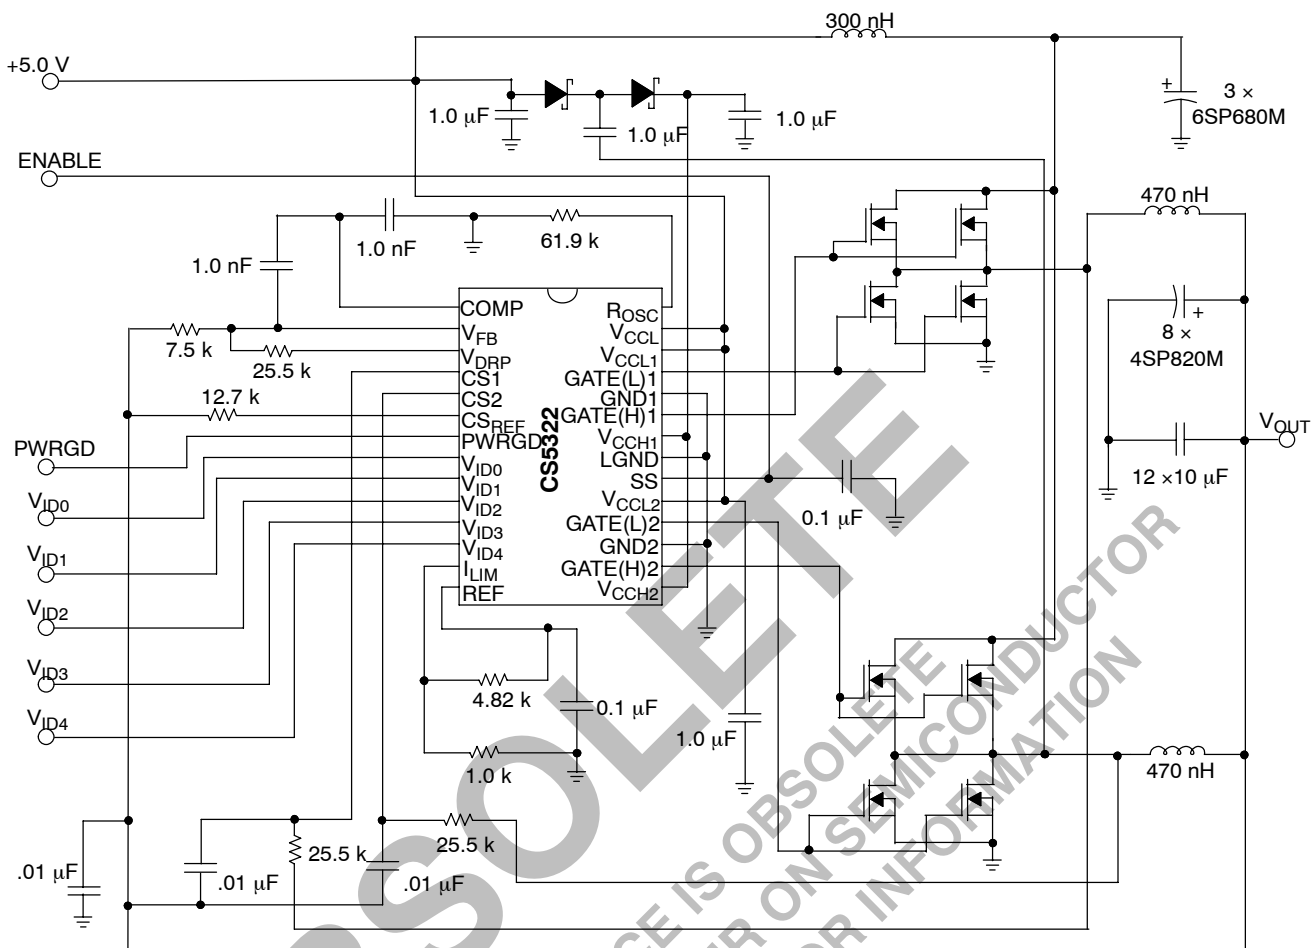 300 nH
+5.0 V
1.0 μF
1.0 μF
1.0 μF
+
3 ×
6SP680M
ENABLE
470 nH
1.0 nF
61.9 k
1.0 nF
COMP
VFB
VDRP
CS1
CS2
CSREF
PWRGD
VID0
VID1
VID2
VID3
VID4
ILIM
REF
CS5322
ROSC
VCCL
VCCL1
GATE(L)1
GND1
GATE(H)1
VCCH1
LGND
SS
VCCL2
GATE(L)2
GND2
GATE(H)2
VCCH2
7.5 k
25.5 k
12.7 k
+
8 ×
4SP820M
VOUT
12 ×10 μF
PWRGD
VID0
VID1
VID2
VID3
VID4
0.1 μF
4.82 k
0.1 μF
1.0 k
1.0 μF
470 nH
25.5 k
25.5 k
.01 μF
.01 μF
.01 μF
OBSOLETE
CE IS OBSOLETE
ER ON SEMICONDUCTOR
OR INFORMATION